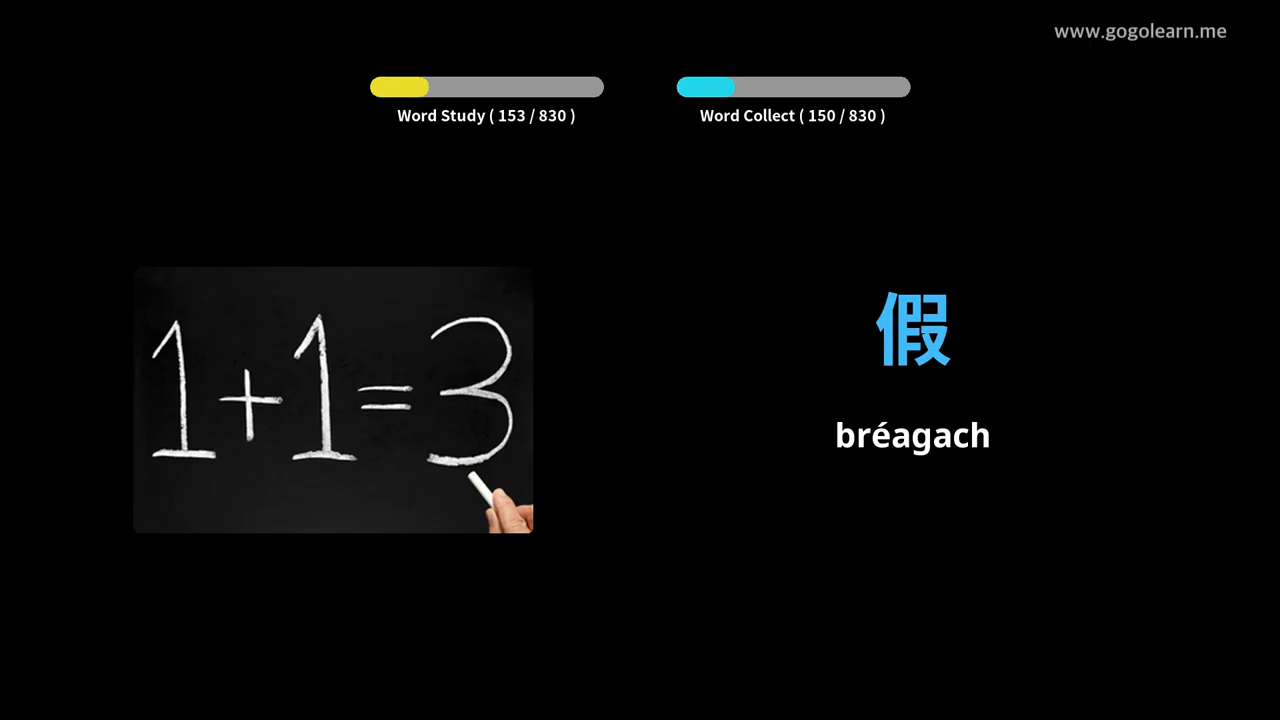 www.gogolearn.me
Word Study ( 153 / 830 )
Word Collect ( 150 / 830 )
1+1=3
假
bréagach